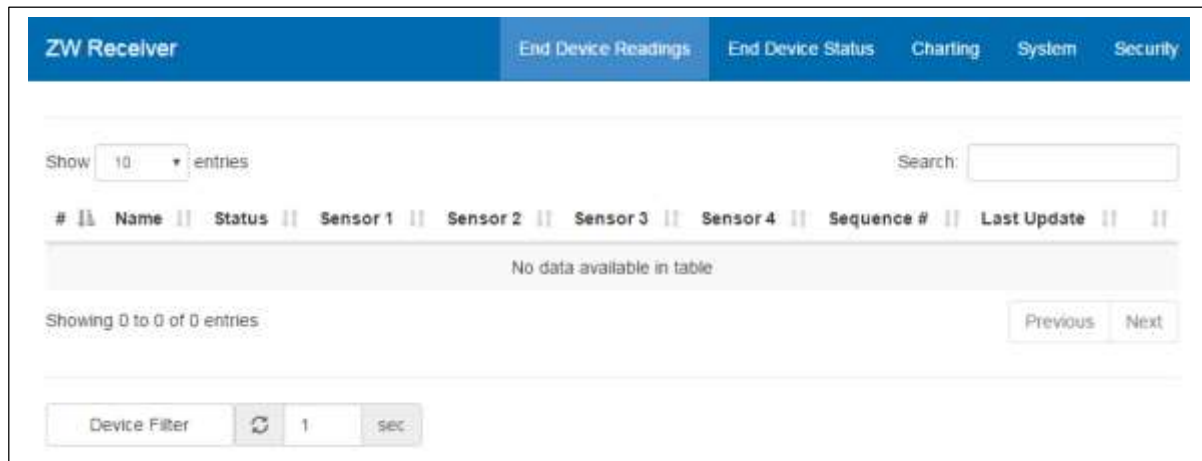 ZW Receiver End Device Readings End Device Status Charting System Security
Show 10 entries Search:
# Name Status Sensor 1 Sensor 2 Sensor 3 Sensor 4 Sequence # Last Update
No data available in table
Showing 0 to 0 of 0 entries Previous Next
Device Filter 1 sec